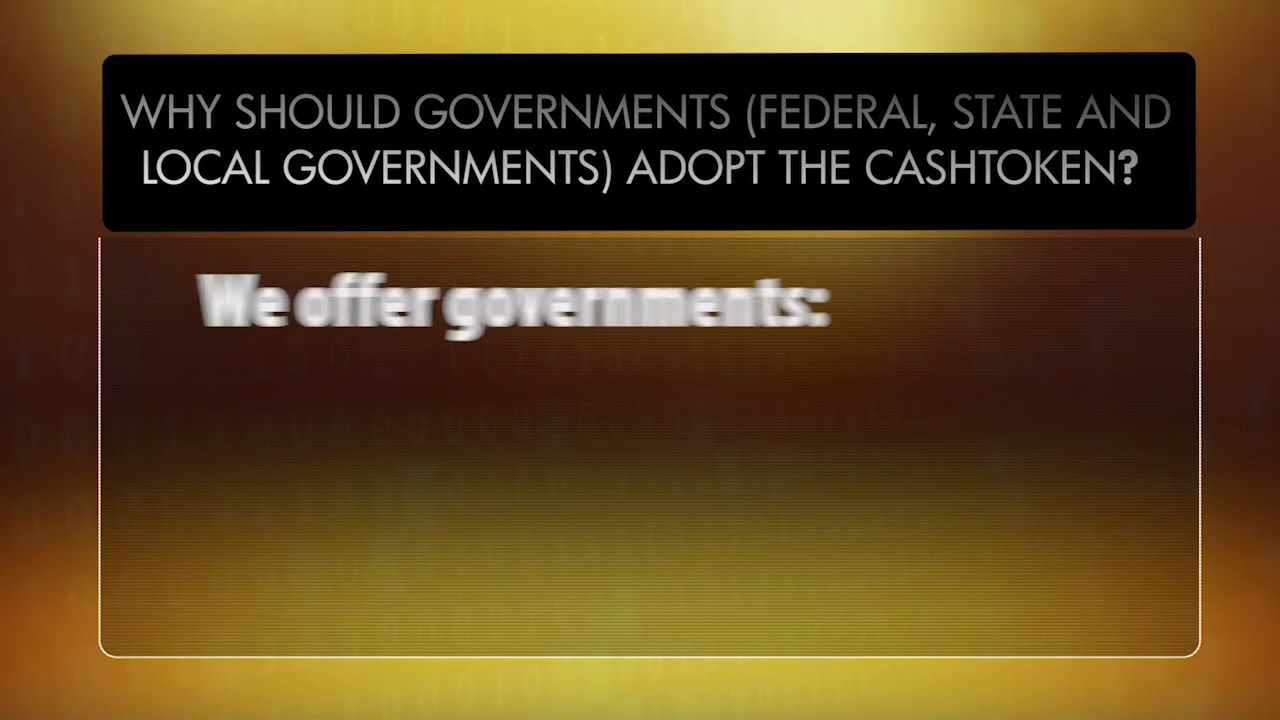 WHY SHOULD GOVERNMENTS (FEDERAL, STATE AND
LOCAL GOVERNMENTS) ADOPT THE CASHTOKEN?
We offer governments: